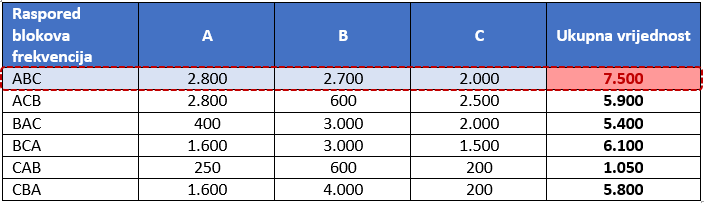 Raspored blokova frekvencija A B C Ukupna vrijednost
ABC 2.800 2.700 2.000 7.500
ACB 2.800 600 2.500 5.900
BAC 400 3.000 2.000 5.400
BCA 1.600 3.000 1.500 6.100
CAB 250 600 200 1.050
CBA 1.600 4.000 200 5.800